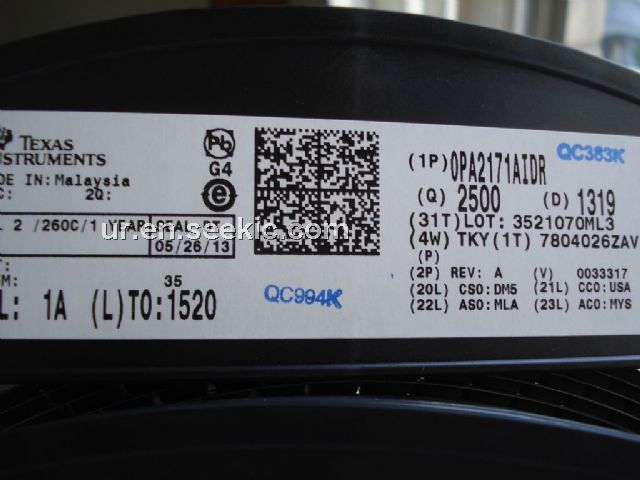 TEXAS
INSTRUMENTS
Pb
G4
e
DE IN: Malaysia
C: 2Q:
L 2 /260C/1 YEAR SEAL
05/26/13
T:
M: 35
L: 1A (L)TO:1520
QC994K
(1P) OPA2171AIDR
QC383K
(Q) 2500 (D) 1319
(31T)LOT: 3521070ML3
(4W) TKY(1T) 7804026ZAV
(P)
(2P) REV: A (V) 0033317
(20L) CSO:DM5 (21L) CCO:USA
(22L) ASO:MLA (23L) ACO:MYS
ur.en.seekic.com